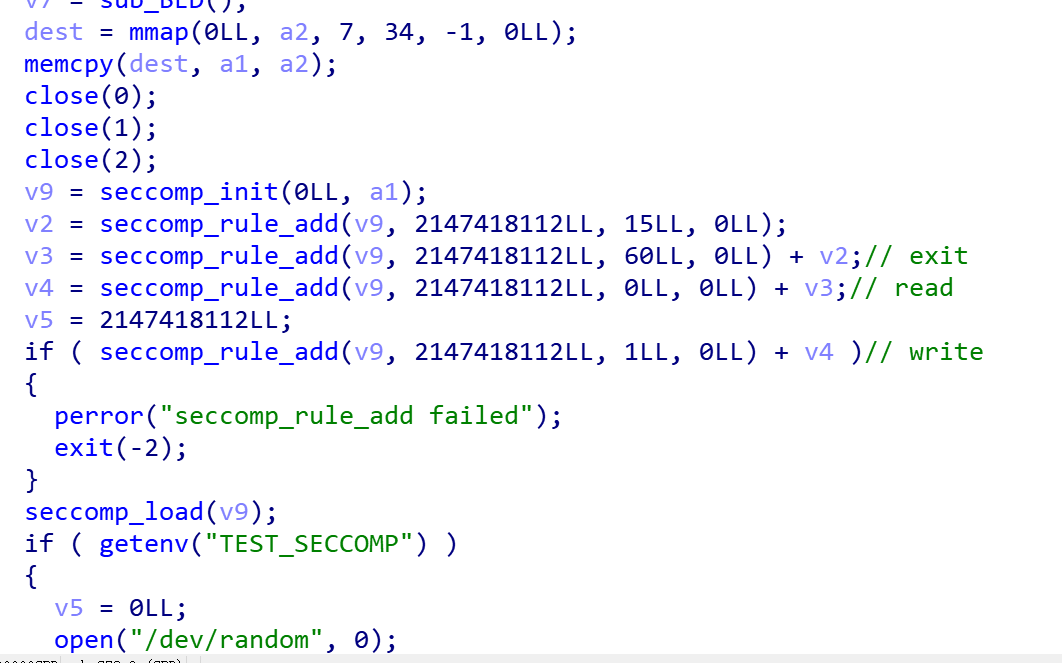 v7 = sub_BED();
dest = mmap(0LL, a2, 7, 34, -1, 0LL);
memcpy(dest, a1, a2);
close(0);
close(1);
close(2);
v9 = seccomp_init(0LL, a1);
v2 = seccomp_rule_add(v9, 2147418112LL, 15LL, 0LL);
v3 = seccomp_rule_add(v9, 2147418112LL, 60LL, 0LL) + v2;// exit
v4 = seccomp_rule_add(v9, 2147418112LL, 0LL, 0LL) + v3;// read
v5 = 2147418112LL;
if ( seccomp_rule_add(v9, 2147418112LL, 1LL, 0LL) + v4 )// write
{
  perror("seccomp_rule_add failed");
  exit(-2);
}
seccomp_load(v9);
if ( getenv("TEST_SECCOMP") )
{
  v5 = 0LL;
  open("/dev/random", 0);